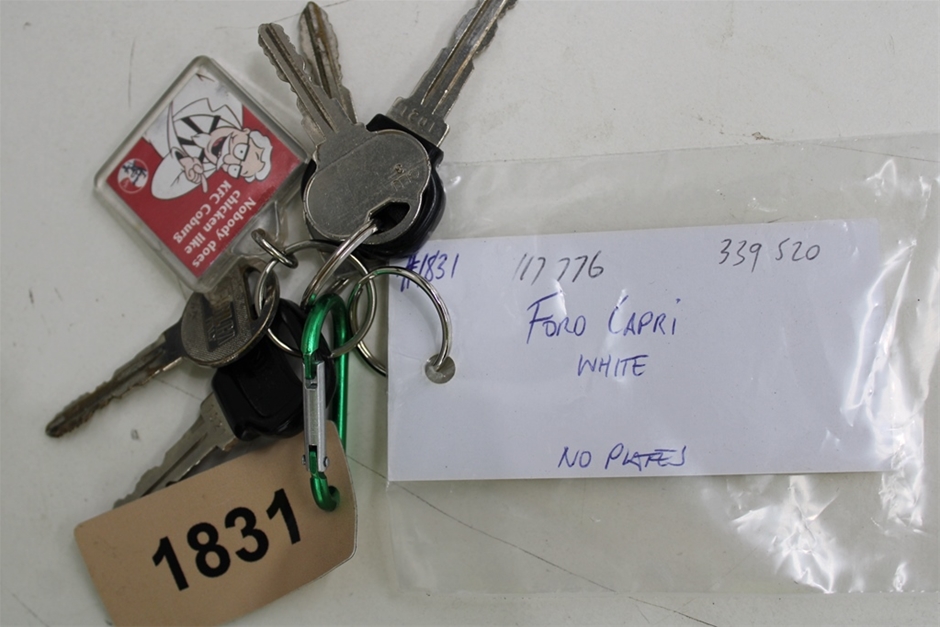 Nobody does
chicken like
KFC Coburg
#1831
117 776
339 520
FORD CAPRI
WHITE
NO PLATES
1831